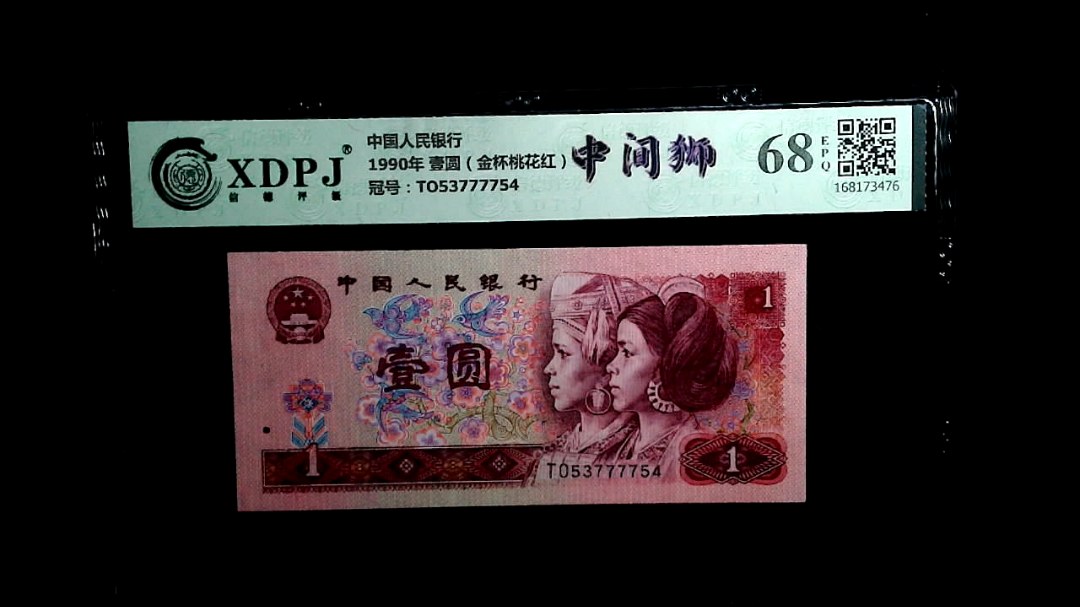 XDPJ®
信德评级
中国人民银行
1990年 壹圆（金杯桃花红）
冠号：TO53777754
中间狮
68
EPQ
168173476
中国人民银行
1
壹圆
1
TO53777754
1